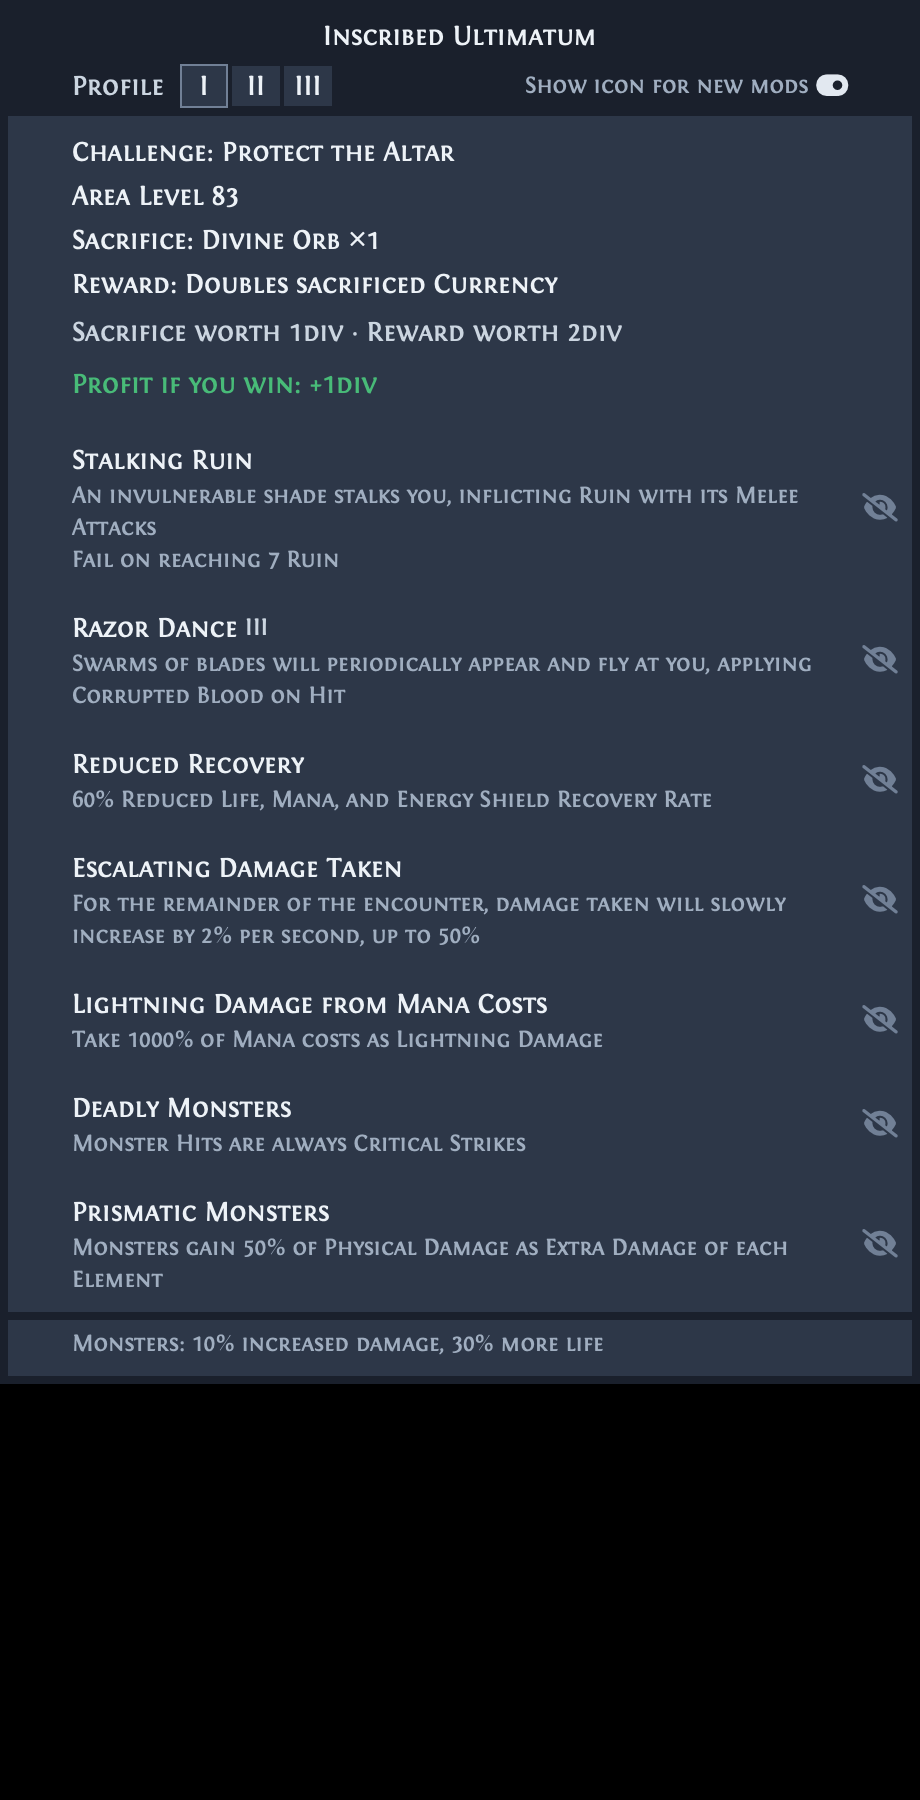 Inscribed Ultimatum
Profile I II III Show icon for new mods
Challenge: Protect the Altar
Area Level 83
Sacrifice: Divine Orb ×1
Reward: Doubles sacrificed Currency
Sacrifice worth 1div · Reward worth 2div
Profit if you win: +1div
Stalking Ruin
An invulnerable shade stalks you, inflicting Ruin with its Melee
Attacks
Fail on reaching 7 Ruin
Razor Dance III
Swarms of blades will periodically appear and fly at you, applying
Corrupted Blood on Hit
Reduced Recovery
60% Reduced Life, Mana, and Energy Shield Recovery Rate
Escalating Damage Taken
For the remainder of the encounter, damage taken will slowly
increase by 2% per second, up to 50%
Lightning Damage from Mana Costs
Take 1000% of Mana costs as Lightning Damage
Deadly Monsters
Monster Hits are always Critical Strikes
Prismatic Monsters
Monsters gain 50% of Physical Damage as Extra Damage of each
Element
Monsters: 10% increased damage, 30% more life